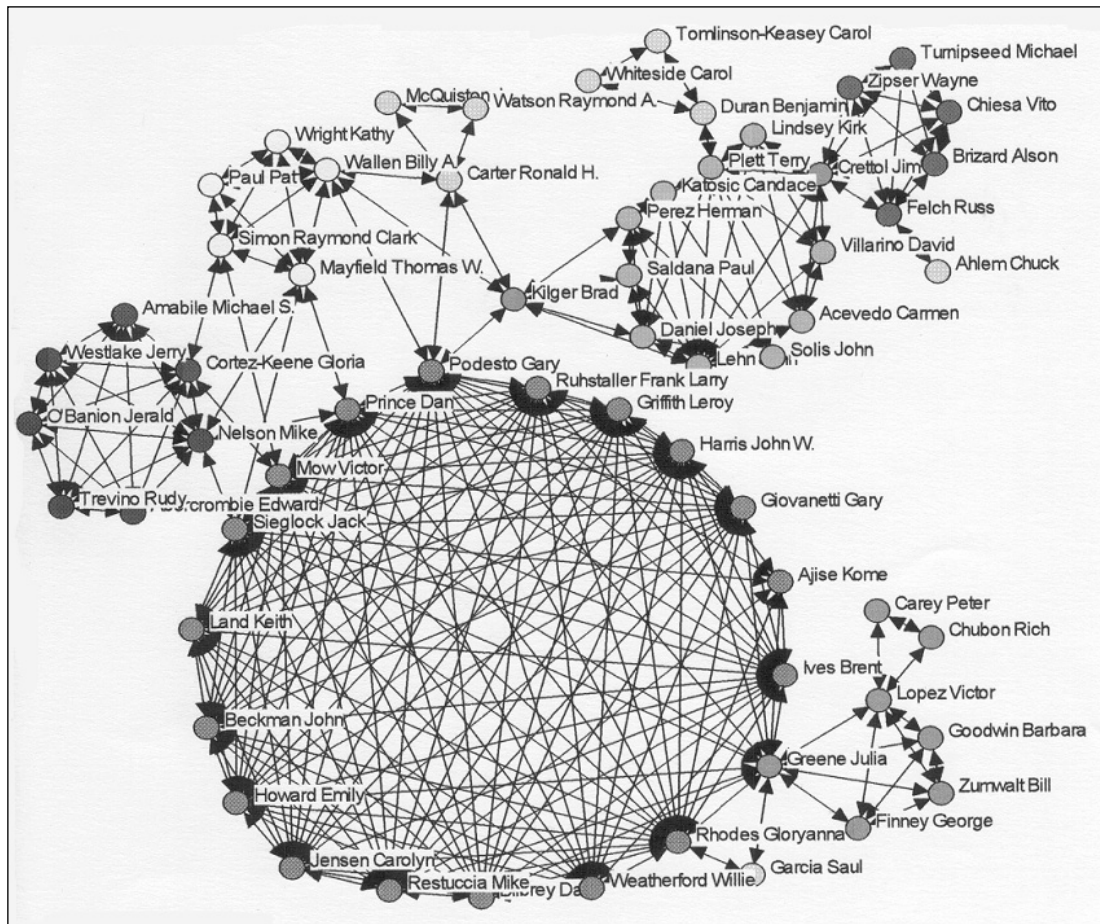 Tomlinson-Keasey Carol
Turnipseed Michael
Whiteside Carol
Zipser Wayne
McQuiston
Watson Raymond A.
Duran Benjamin
Chiesa Vito
Wright Kathy
Lindsey Kirk
Wallen Billy A.
Plett Terry
Crettol Jim
Brizard Alson
Paul Pat
Carter Ronald H.
Katosic Candace
Perez Herman
Felch Russ
Simon Raymond Clark
Villarino David
Mayfield Thomas W.
Saldana Paul
Ahlem Chuck
Kilger Brad
Amabile Michael S.
Acevedo Carmen
Daniel Joseph
Westlake Jerry
Cortez-Keene Gloria
Podesto Gary
Lehn
Solis John
Ruhstaller Frank Larry
Prince Dan
Griffith Leroy
O'Banion Jerald
Nelson Mike
Harris John W.
Mow Victor
Trevino Rudy
Edward
Giovanetti Gary
Sieglock Jack
Ajise Kome
Carey Peter
Land Keith
Chubon Rich
Ives Brent
Lopez Victor
Beckman John
Goodwin Barbara
Greene Julia
Zumwalt Bill
Howard Emily
Rhodes Gloryanna
Finney George
Jensen Carolyn
Garcia Saul
Restuccia Mike
Weatherford Willie